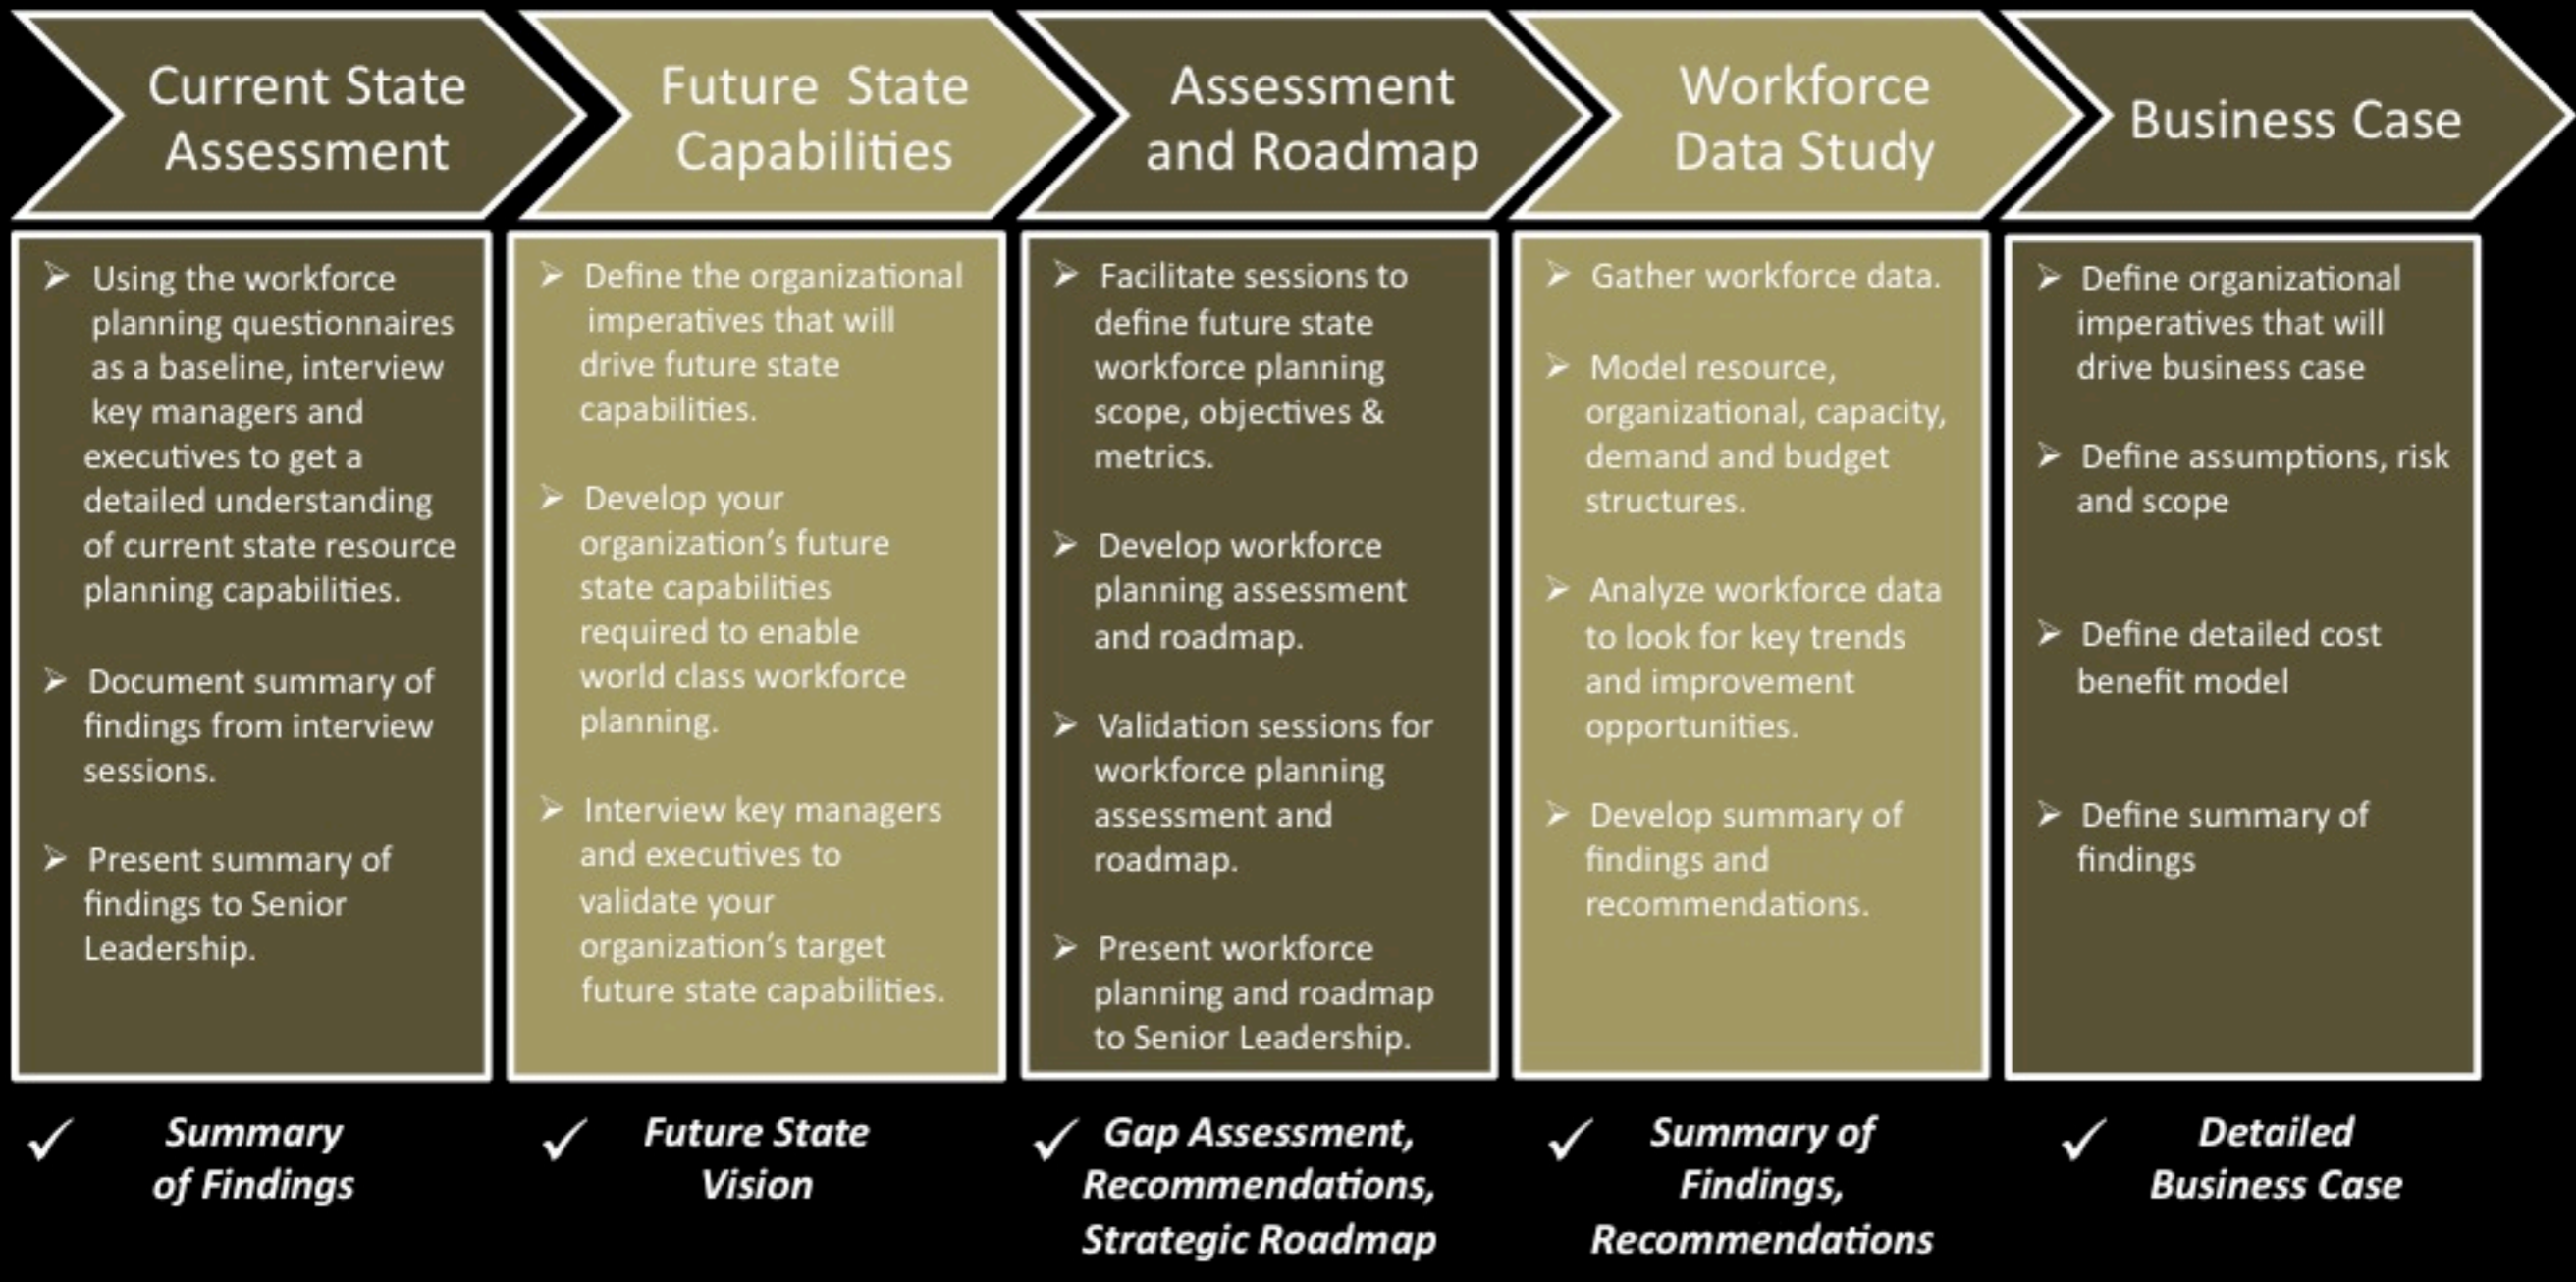 Current State
Assessment
Future State
Capabilities
Assessment
and Roadmap
Workforce
Data Study
Business Case
➢ Using the workforce
planning questionnaires
as a baseline, interview
key managers and
executives to get a
detailed understanding
of current state resource
planning capabilities.
➢ Document summary of
findings from interview
sessions.
➢ Present summary of
findings to Senior
Leadership.
➢ Define the organizational
imperatives that will
drive future state
capabilities.
➢ Develop your
organization’s future
state capabilities
required to enable
world class workforce
planning.
➢ Interview key managers
and executives to
validate your
organization’s target
future state capabilities.
➢ Facilitate sessions to
define future state
workforce planning
scope, objectives &
metrics.
➢ Develop workforce
planning assessment
and roadmap.
➢ Validation sessions for
workforce planning
assessment and
roadmap.
➢ Present workforce
planning and roadmap
to Senior Leadership.
➢ Gather workforce data.
➢ Model resource,
organizational, capacity,
demand and budget
structures.
➢ Analyze workforce data
to look for key trends
and improvement
opportunities.
➢ Develop summary of
findings and
recommendations.
➢ Define organizational
imperatives that will
drive business case
➢ Define assumptions, risk
and scope
➢ Define detailed cost
benefit model
➢ Define summary of
findings
✓ Summary
of Findings
✓ Future State
Vision
✓ Gap Assessment,
Recommendations,
Strategic Roadmap
✓ Summary of
Findings,
Recommendations
✓ Detailed
Business Case